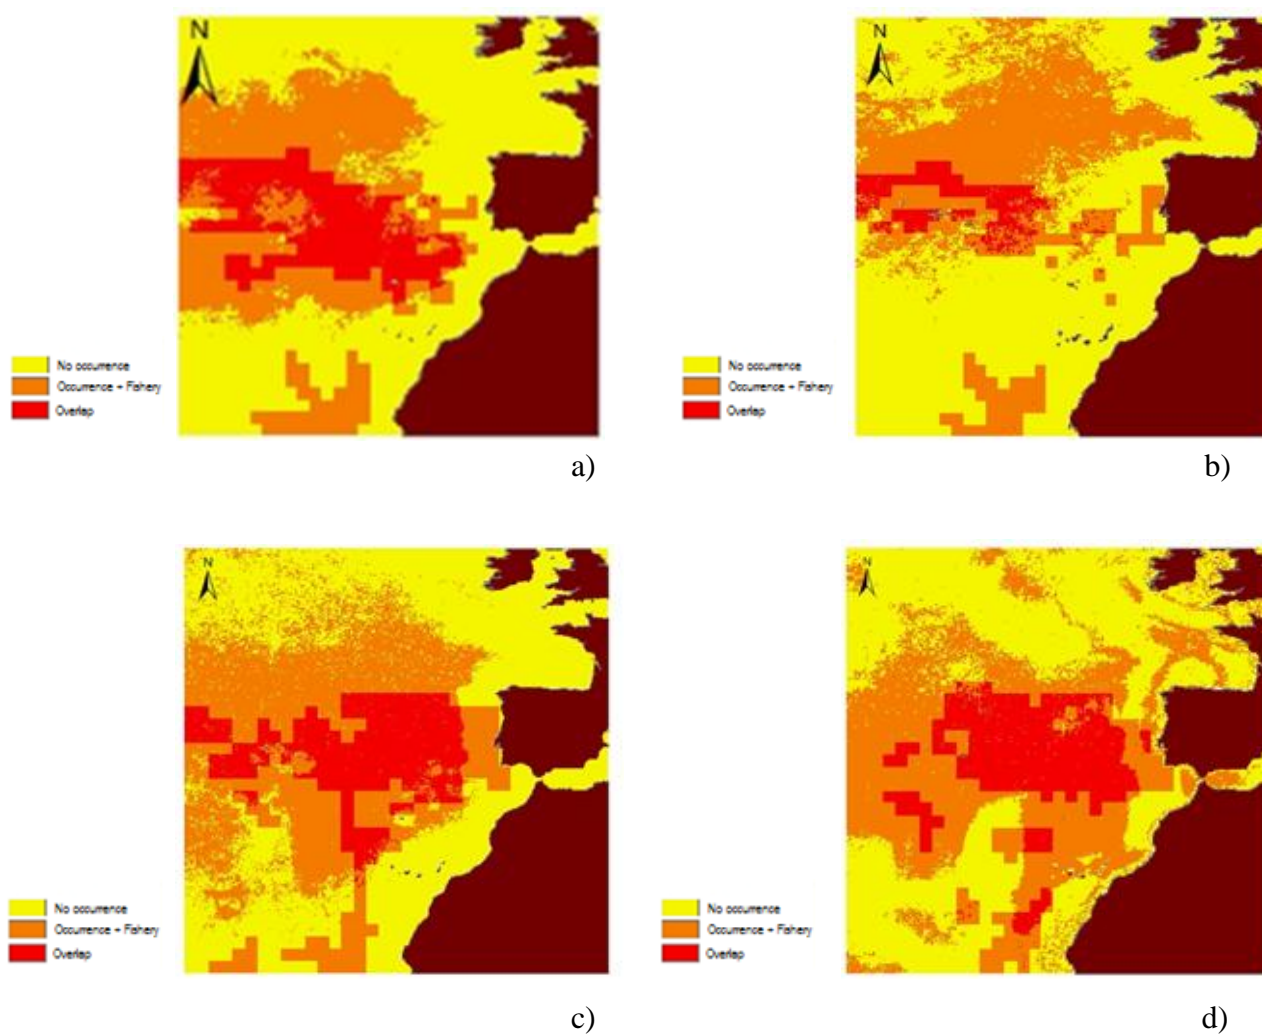 N
N
No occurrence
Occurrence + Fishery
Overlap
No occurrence
Occurrence + Fishery
Overlap
a)
b)
N
N
No occurrence
Occurrence + Fishery
Overlap
No occurrence
Occurrence + Fishery
Overlap
c)
d)